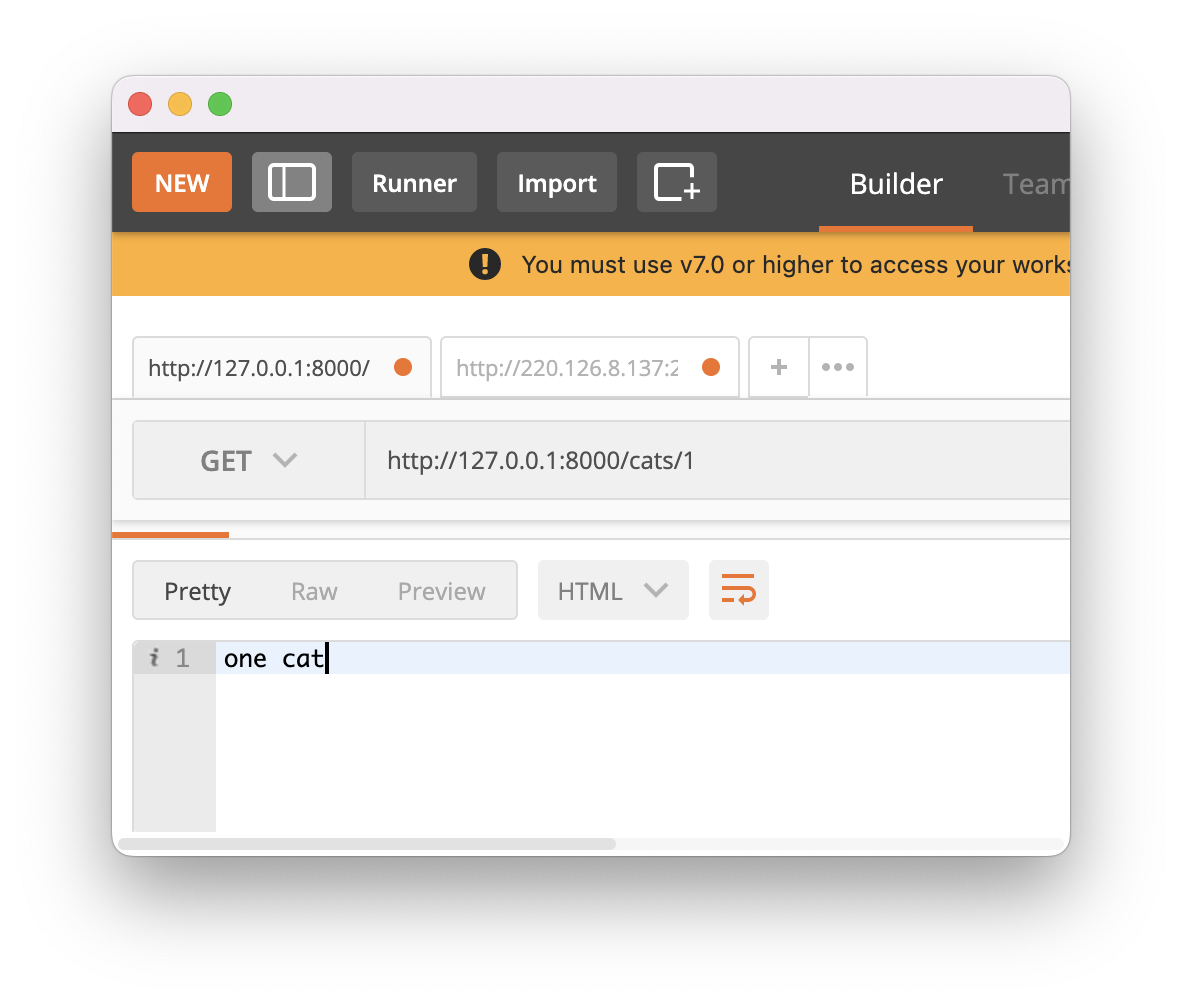 NEW Runner Import Builder Team
You must use v7.0 or higher to access your works
http://127.0.0.1:8000/ http://220.126.8.137:2
GET http://127.0.0.1:8000/cats/1
Pretty Raw Preview HTML
i 1 one cat